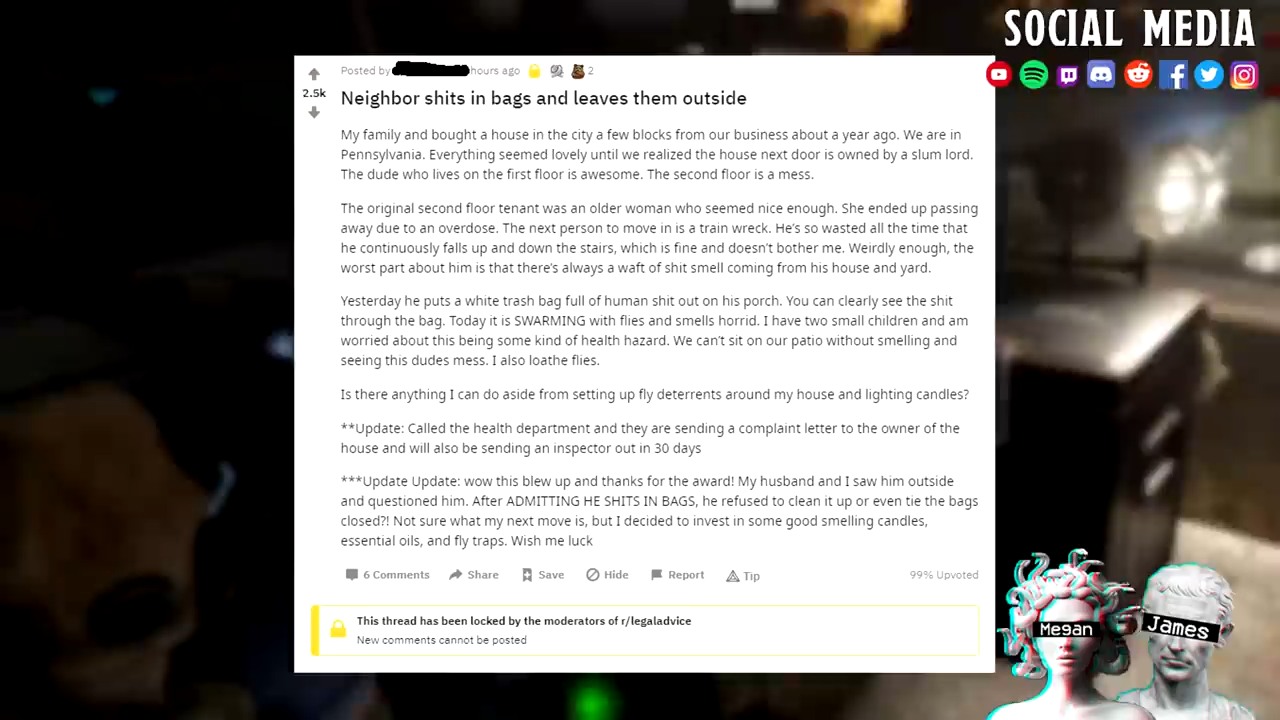 SOCIAL MEDIA
Posted by hours ago 2
2.5k
Neighbor shits in bags and leaves them outside
My family and bought a house in the city a few blocks from our business about a year ago. We are in
Pennsylvania. Everything seemed lovely until we realized the house next door is owned by a slum lord.
The dude who lives on the first floor is awesome. The second floor is a mess.
The original second floor tenant was an older woman who seemed nice enough. She ended up passing
away due to an overdose. The next person to move in is a train wreck. He's so wasted all the time that
he continuously falls up and down the stairs, which is fine and doesn't bother me. Weirdly enough, the
worst part about him is that there's always a waft of shit smell coming from his house and yard.
Yesterday he puts a white trash bag full of human shit out on his porch. You can clearly see the shit
through the bag. Today it is SWARMING with flies and smells horrid. I have two small children and am
worried about this being some kind of health hazard. We can't sit on our patio without smelling and
seeing this dudes mess. I also loathe flies.
Is there anything I can do aside from setting up fly deterrents around my house and lighting candles?
**Update: Called the health department and they are sending a complaint letter to the owner of the
house and will also be sending an inspector out in 30 days
***Update Update: wow this blew up and thanks for the award! My husband and I saw him outside
and questioned him. After ADMITTING HE SHITS IN BAGS, he refused to clean it up or even tie the bags
closed?! Not sure what my next move is, but I decided to invest in some good smelling candles,
essential oils, and fly traps. Wish me luck
6 Comments Share Save Hide Report Tip 99% Upvoted
This thread has been locked by the moderators of r/legaladvice
New comments cannot be posted
Megan
James